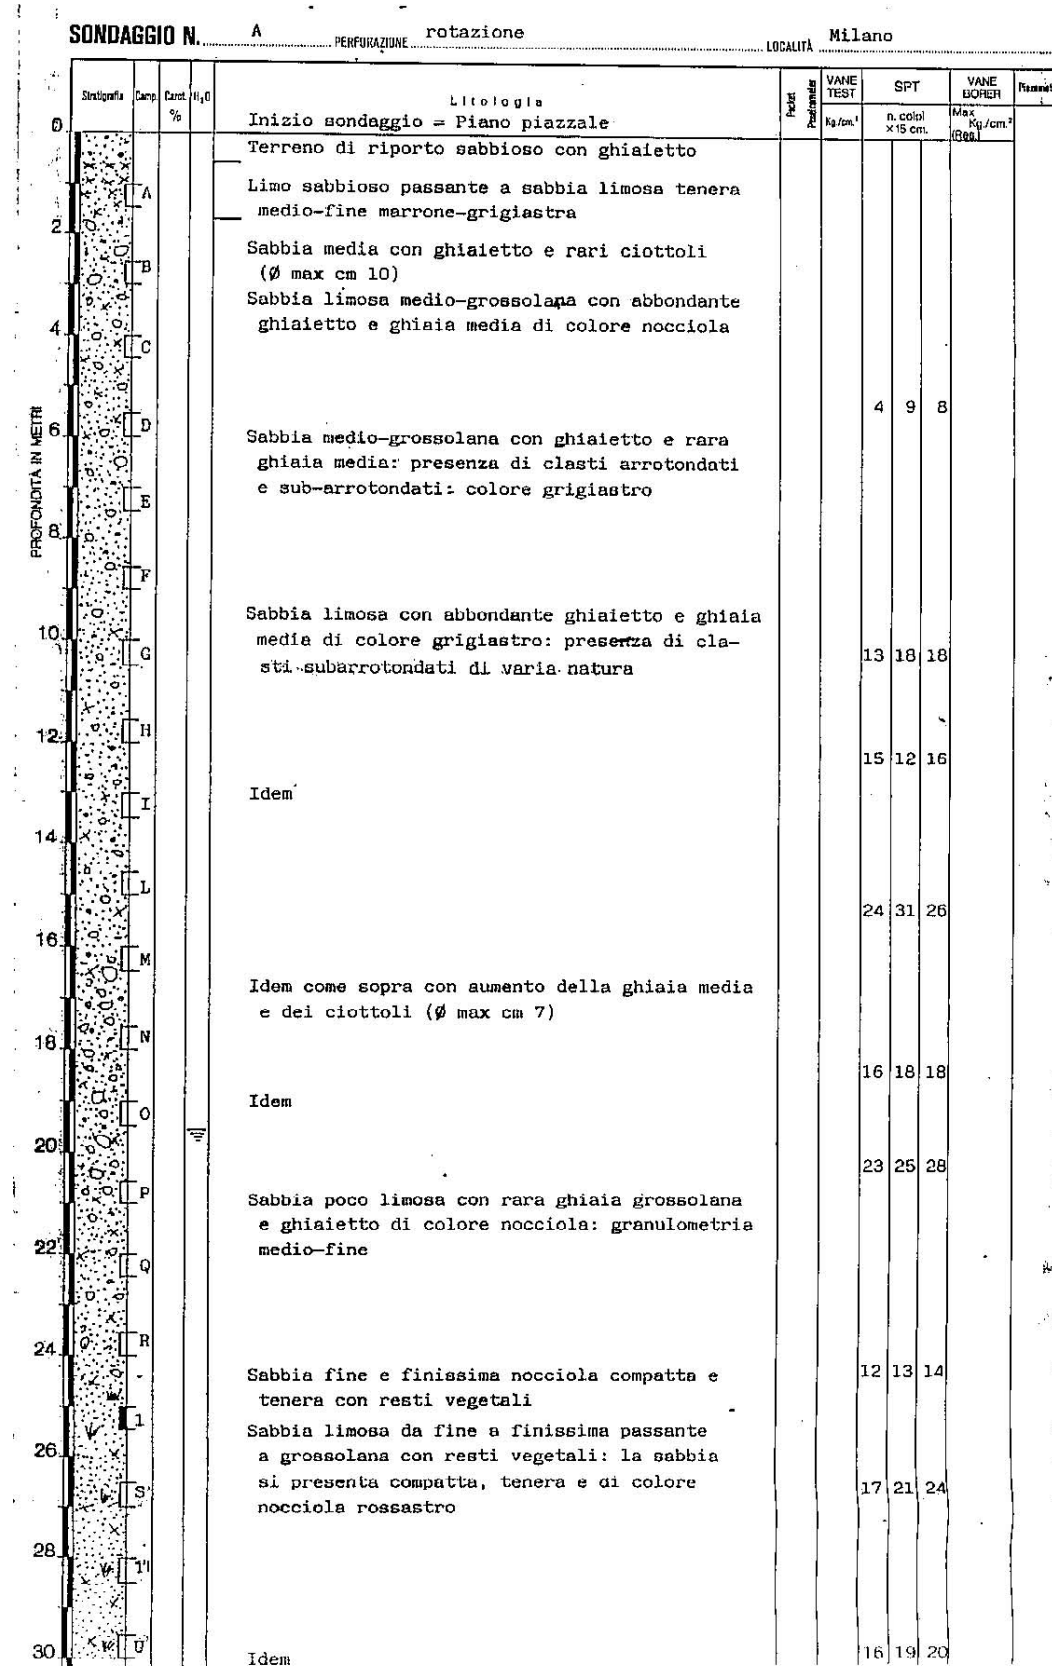 SONDAGGIO N. A PERFORAZIONE rotazione LOCALITÀ Milano
Stratigrafia Camp. Carot. % H2O Litologia Pocket VANE TEST SPT VANE BORER
Kg./cm.² n. colpi x 15 cm. Max Kg./cm.² (Res.)
0 Inizio sondaggio = Piano piazzale
Terreno di riporto sabbioso con ghiaietto
A Limo sabbioso passante a sabbia limosa tenera
medio-fine marrone-grigiastra
2
Sabbia media con ghiaietto e rari ciottoli
B (Ø max cm 10)
Sabbia limosa medio-grossolana con abbondante
4 ghiaietto e ghiaia media di colore nocciola
C
4 9 8
D
6 Sabbia medio-grossolana con ghiaietto e rara
ghiaia media: presenza di clasti arrotondati
e sub-arrotondati: colore grigiastro
E
PROFONDITÀ IN METRI
8
F
Sabbia limosa con abbondante ghiaietto e ghiaia
10 media di colore grigiastro: presenza di cla-
G 13 18 18
sti subarrotondati di varia natura
H
12
15 12 16
Idem
I
14
L
24 31 26
16
M
Idem come sopra con aumento della ghiaia media
e dei ciottoli (Ø max cm 7)
N
18
16 18 18
Idem
O
20
23 25 28
P
Sabbia poco limosa con rara ghiaia grossolana
e ghiaietto di colore nocciola: granulometria
22 medio-fine
Q
R
24
12 13 14
Sabbia fine e finissima nocciola compatta e
tenera con resti vegetali
1
Sabbia limosa da fine a finissima passante
26 a grossolana con resti vegetali: la sabbia
si presenta compatta, tenera e di colore
S 17 21 24
nocciola rossastro
28
T
U
30 Idem 16 19 20